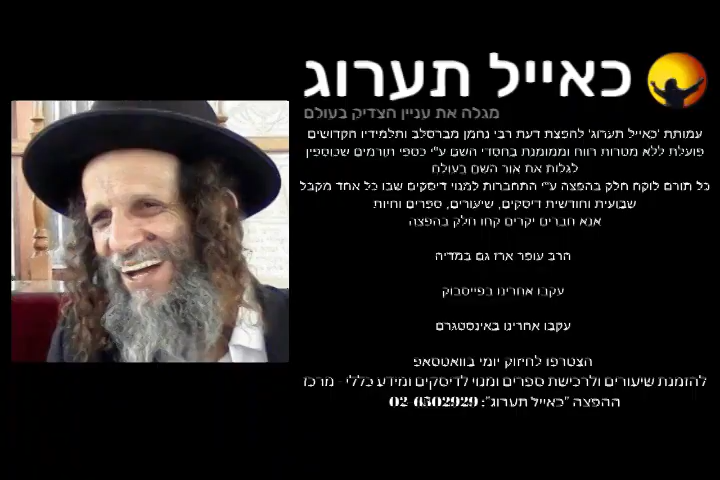 כאייל תערוג
מגלה את עניין הצדיק בעולם
עמותת 'כאייל תערוג' להפצת דעת רבי נחמן מברסלב ותלמידיו הקדושים
פועלת ללא מטרות רווח וממומנת בחסדי השם ע"י כספי תורמים שכוספין
לגלות את אור השם בעולם
כל תורם לוקח חלק בהפצה ע"י התחברות למנוי דיסקים שבו כל אחד מקבל
שבועית וחודשית דיסקים, שיעורים, ספרים וחיות
אנא חברים יקרים קחו חלק בהפצה
הרב עופר ארז גם במדיה
עקבו אחרינו בפייסבוק
עקבו אחרינו באינסטגרם
הצטרפו לחיזוק יומי בוואטסאפ
להזמנת שיעורים ולרכישת ספרים ומנוי לדיסקים ומידע כללי - מרכז
ההפצה "כאייל תערוג": 02-6502929